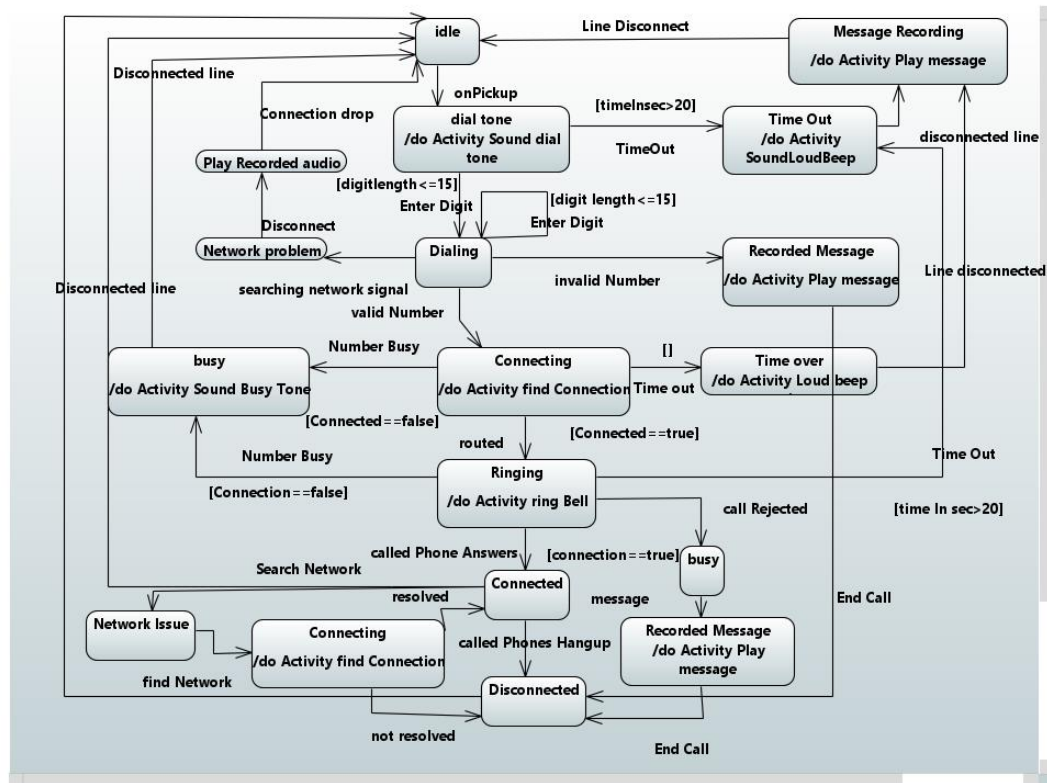 idle
Line Disconnect
Message Recording
/do Activity Play message
Disconnected line
onPickup
Connection drop
dial tone
/do Activity Sound dial
tone
[timeInsec>20]
TimeOut
Time Out
/do Activity
SoundLoudBeep
disconnected line
Play Recorded audio
[digitlength<=15]
Enter Digit
[digit length<=15]
Enter Digit
Disconnect
Network problem
Dialing
Recorded Message
/do Activity Play message
Line disconnected
Disconnected line
searching network signal
invalid Number
valid Number
Number Busy
busy
/do Activity Sound Busy Tone
Connecting
/do Activity find Connection
[]
Time out
Time over
/do Activity Loud beep
[Connected==false]
routed
[Connected==true]
Number Busy
Time Out
[Connection==false]
Ringing
/do Activity ring Bell
call Rejected
[time In sec>20]
called Phone Answers
[connection==true]
busy
Search Network
Connected
resolved
message
End Call
Network Issue
Connecting
/do Activity find Connection
called Phones Hangup
Recorded Message
/do Activity Play
message
find Network
Disconnected
not resolved
End Call